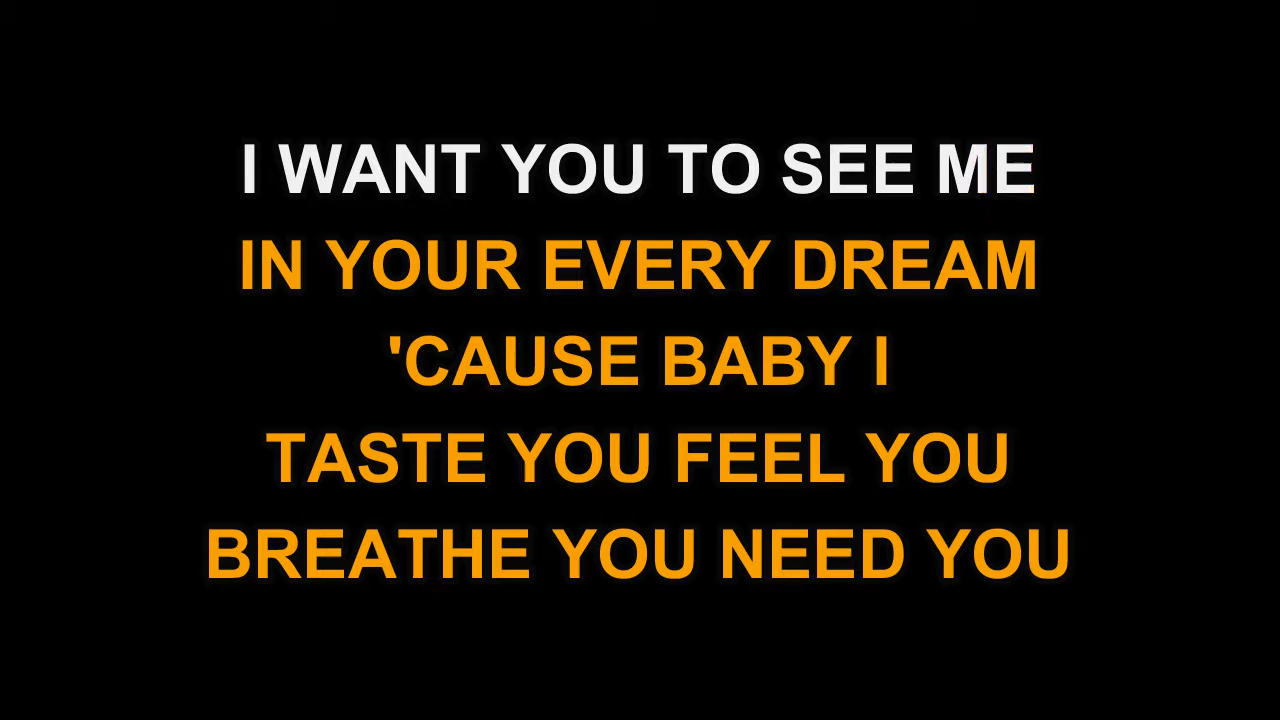 I WANT YOU TO SEE ME
IN YOUR EVERY DREAM
'CAUSE BABY I
TASTE YOU FEEL YOU
BREATHE YOU NEED YOU